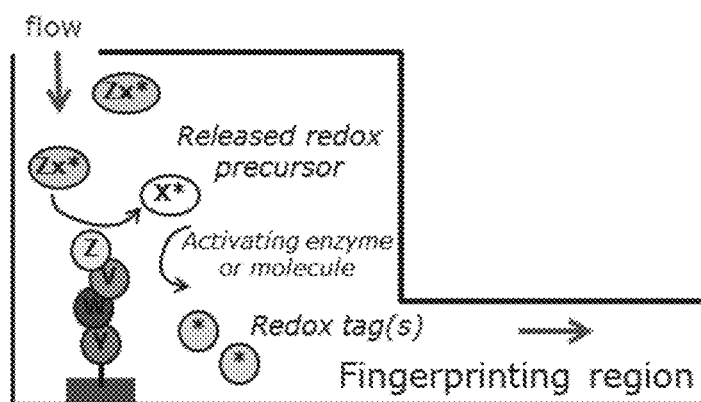 flow
Zx*
Released redox
precursor
Zx*
X*
Z
Activating enzyme
or molecule
Y
Y
*
*
Redox tag(s)
Fingerprinting region